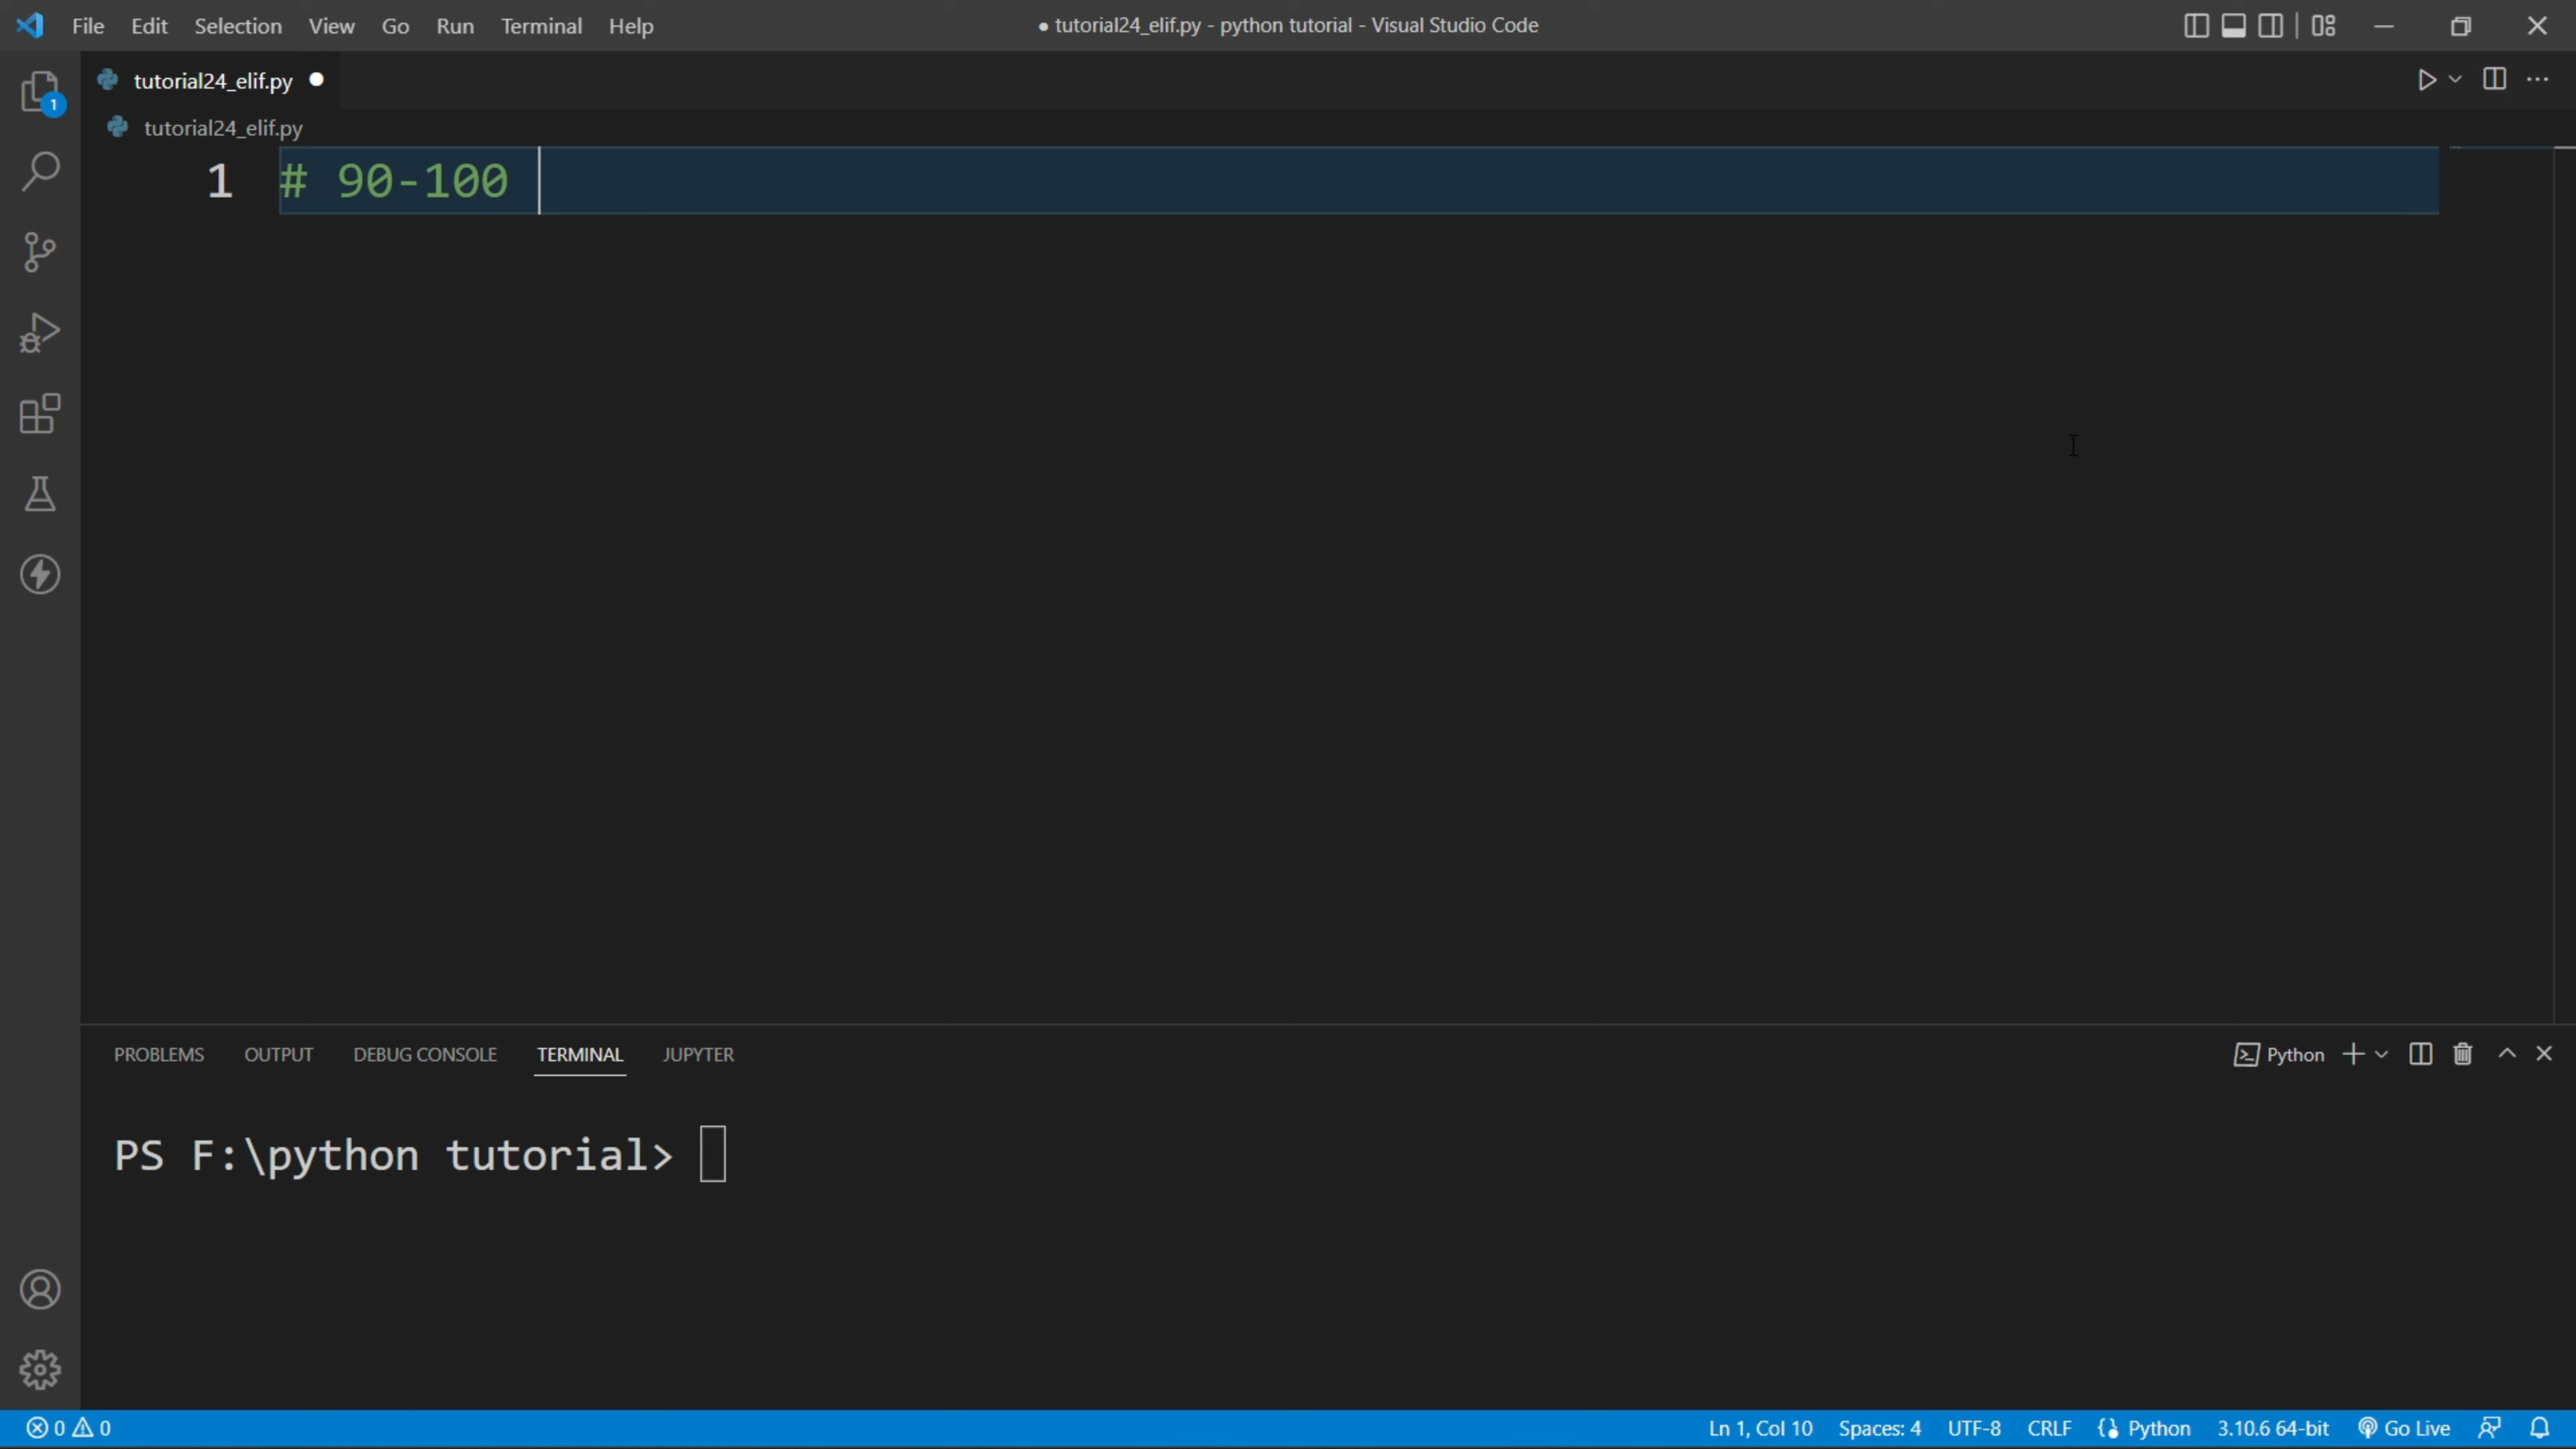 File Edit Selection View Go Run Terminal Help
● tutorial24_elif.py - python tutorial - Visual Studio Code
tutorial24_elif.py
1
tutorial24_elif.py
1 # 90-100
PROBLEMS OUTPUT DEBUG CONSOLE TERMINAL JUPYTER
Python
PS F:\python tutorial>
0 0
Ln 1, Col 10 Spaces: 4 UTF-8 CRLF Python 3.10.6 64-bit Go Live